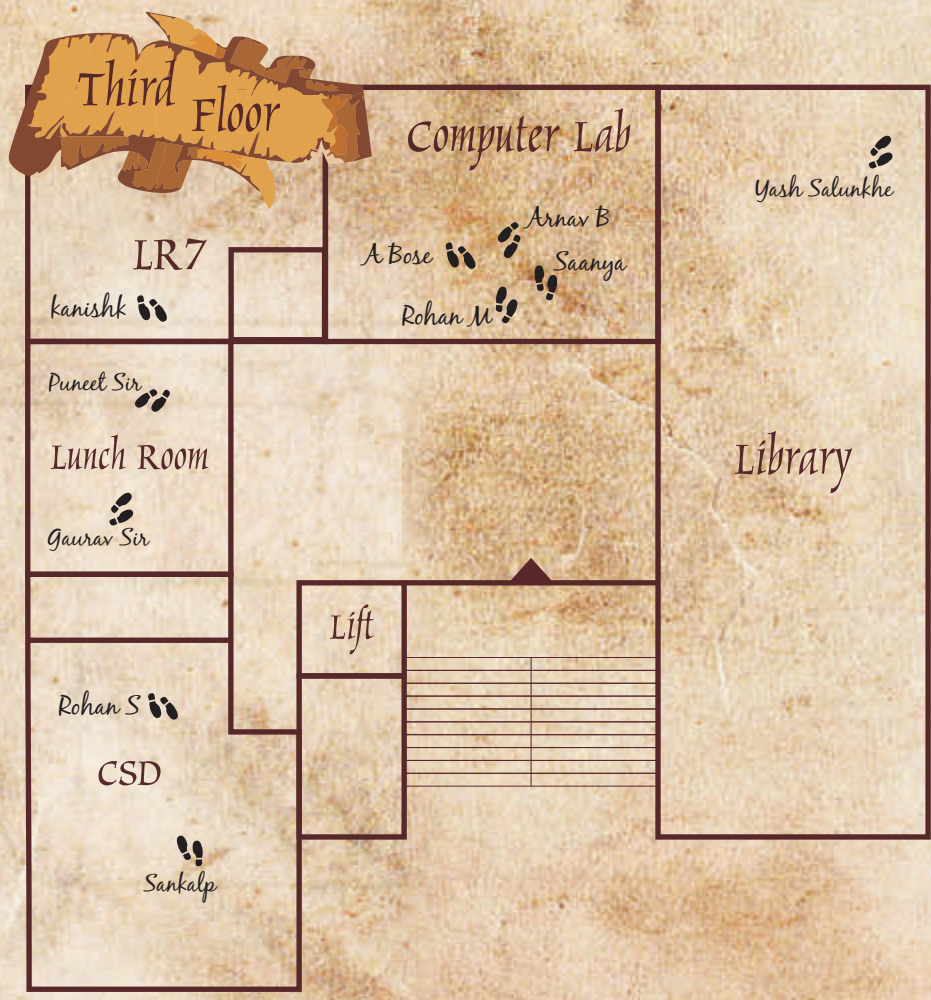 Third
Floor
Computer Lab
Yash Salunkhe
Arnav B
A Bose
Saanya
Rohan M
LR7
kanishk
Puneet Sir
Lunch Room
Gaurav Sir
Library
Lift
Rohan S
CSD
Sankalp